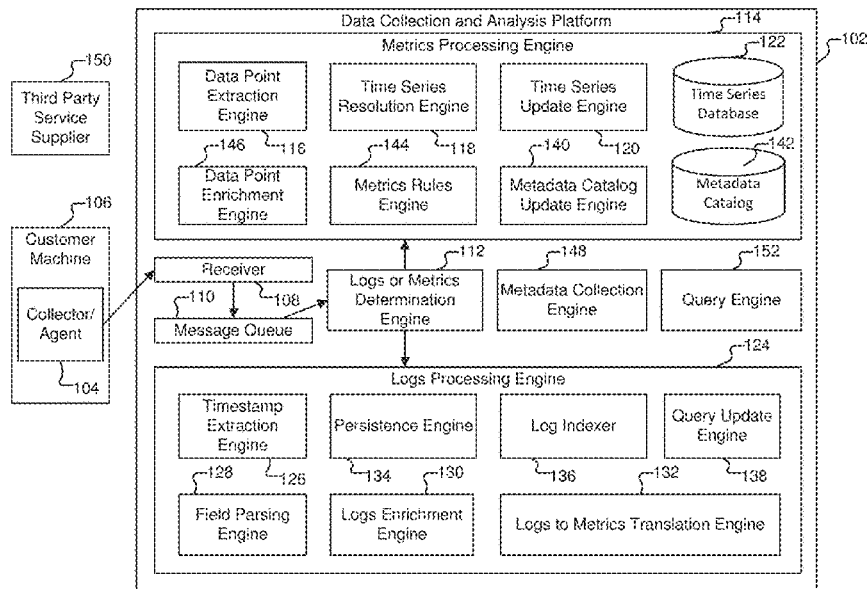 Data Collection and Analysis Platform
114
102
Metrics Processing Engine
122
150
Third Party
Service
Supplier
Data Point
Extraction
Engine
Time Series
Resolution Engine
Time Series
Update Engine
Time Series
Database
146
116
144
118
140
120
142
Data Point
Enrichment
Engine
Metrics Rules
Engine
Metadata Catalog
Update Engine
Metadata
Catalog
106
Customer
Machine
Collector/
Agent
104
Receiver
110
108
Message Queue
112
Logs or Metrics
Determination
Engine
148
Metadata Collection
Engine
152
Query Engine
124
Logs Processing Engine
Timestamp
Extraction
Engine
Persistence Engine
Log Indexer
Query Update
Engine
128
126
134
130
136
132
138
Field Parsing
Engine
Logs Enrichment
Engine
Logs to Metrics Translation Engine